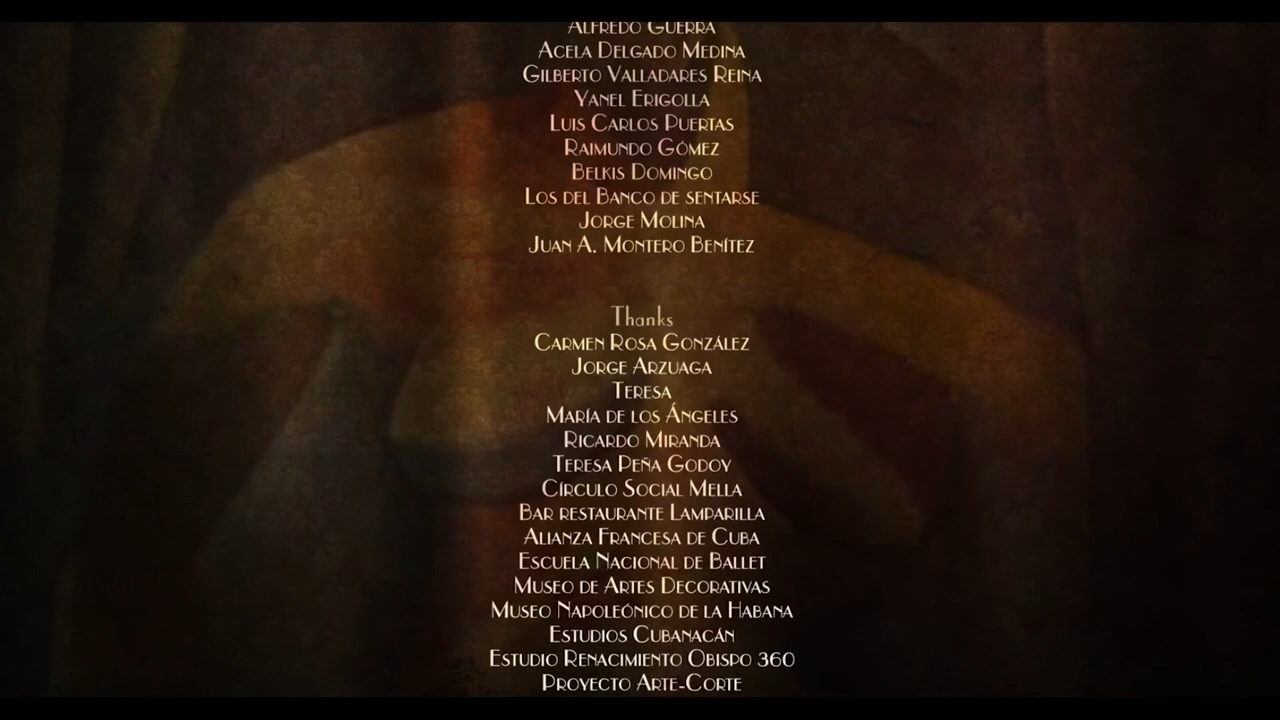 Alfredo Guerra
Acela Delgado Medina
Gilberto Valladares Reina
Yanel Erigolla
Luis Carlos Puertas
Raimundo Gómez
Belkis Domingo
Los del Banco de sentarse
Jorge Molina
Juan A. Montero Benítez
Thanks
Carmen Rosa González
Jorge Arzuaga
Teresa
María de los Ángeles
Ricardo Miranda
Teresa Peña Godoy
Círculo Social Mella
Bar restaurante Lamparilla
Alianza Francesa de Cuba
Escuela Nacional de Ballet
Museo de Artes Decorativas
Museo Napoleónico de la Habana
Estudios Cubanacán
Estudio Renacimiento Obispo 360
Proyecto Arte-Corte